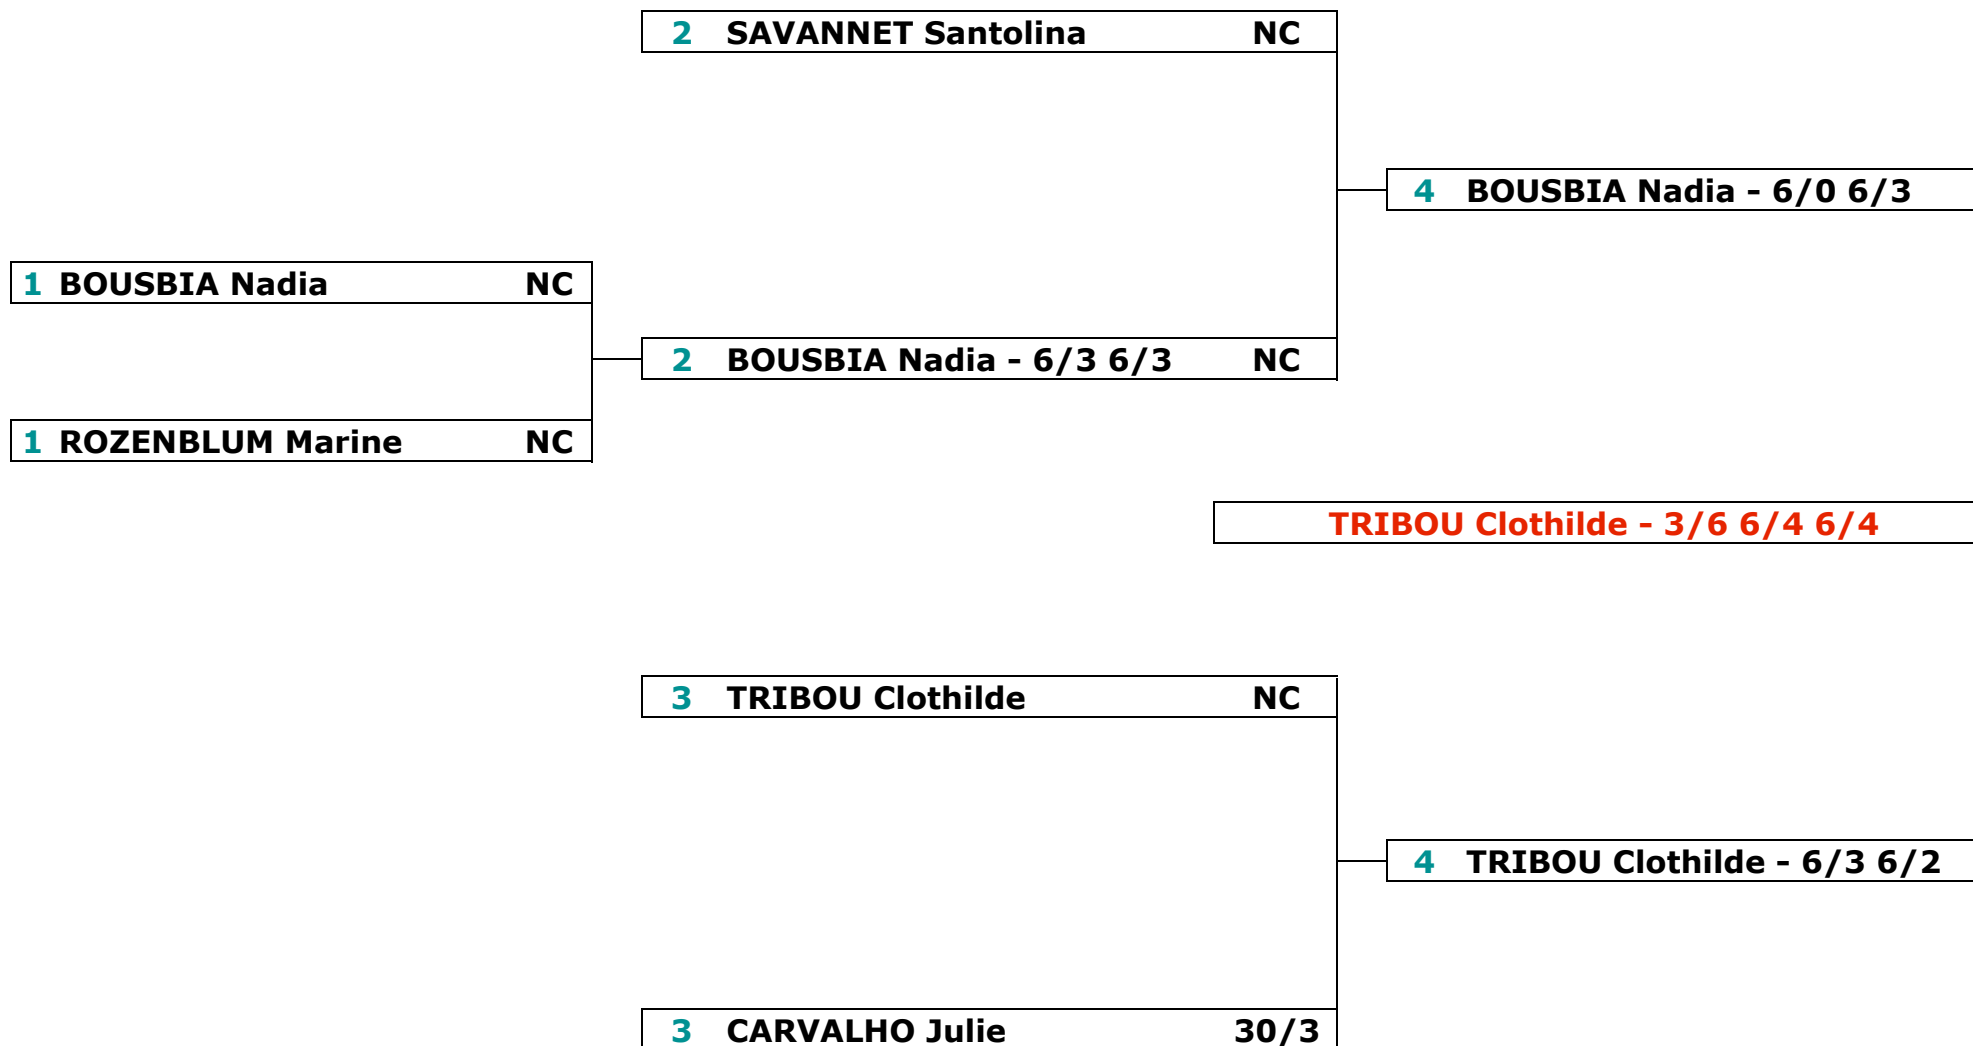 2 SAVANNET Santolina NC
4 BOUSBIA Nadia - 6/0 6/3
1 BOUSBIA Nadia NC
2 BOUSBIA Nadia - 6/3 6/3 NC
1 ROZENBLUM Marine NC
TRIBOU Clothilde - 3/6 6/4 6/4
3 TRIBOU Clothilde NC
4 TRIBOU Clothilde - 6/3 6/2
3 CARVALHO Julie 30/3